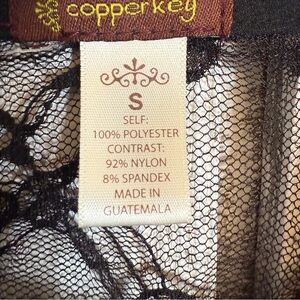 copperkey
S
SELF:
100% POLYESTER
CONTRAST:
92% NYLON
8% SPANDEX
MADE IN
GUATEMALA